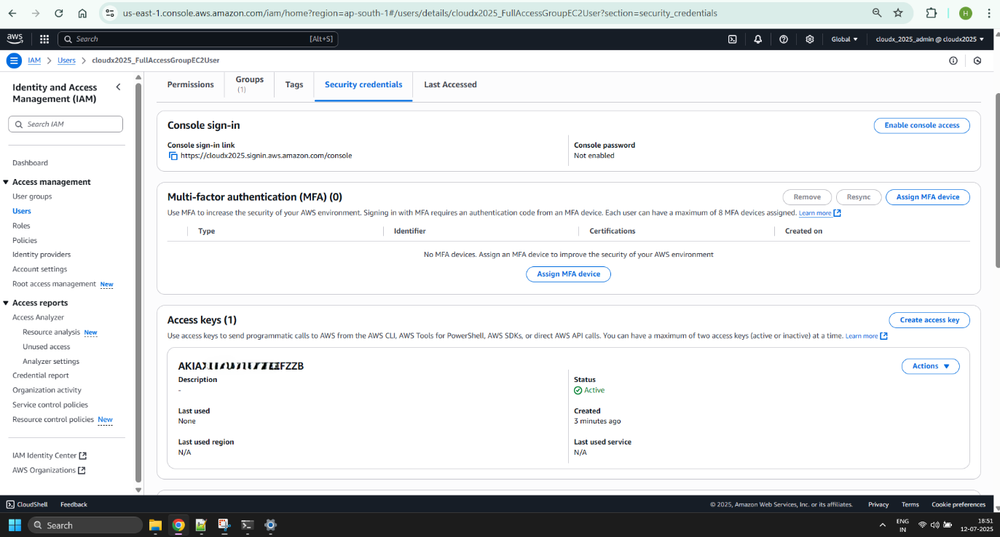 us-east-1.console.aws.amazon.com/iam/home?region=ap-south-1#/users/details/cloudx2025_FullAccessGroupEC2User?section=security_credentials
H
aws
Search [Alt+S]
Global
cloudx_2025_admin @ cloudx2025
IAM > Users > cloudx2025_FullAccessGroupEC2User
Identity and Access
Management (IAM)
Search IAM
Dashboard
Access management
User groups
Users
Roles
Policies
Identity providers
Account settings
Root access management New
Access reports
Access Analyzer
Resource analysis New
Unused access
Analyzer settings
Credential report
Organization activity
Service control policies
Resource control policies New
IAM Identity Center
AWS Organizations
Permissions
Groups
(1)
Tags
Security credentials
Last Accessed
Console sign-in
Enable console access
Console sign-in link
https://cloudx2025.signin.aws.amazon.com/console
Console password
Not enabled
Multi-factor authentication (MFA) (0)
Remove
Resync
Assign MFA device
Use MFA to increase the security of your AWS environment. Signing in with MFA requires an authentication code from an MFA device. Each user can have a maximum of 8 MFA devices assigned. Learn more
Type
Identifier
Certifications
Created on
No MFA devices. Assign an MFA device to improve the security of your AWS environment
Assign MFA device
Access keys (1)
Create access key
Use access keys to send programmatic calls to AWS from the AWS CLI, AWS Tools for PowerShell, AWS SDKs, or direct AWS API calls. You can have a maximum of two access keys (active or inactive) at a time. Learn more
Actions
Description
-
Status
Active
Last used
None
Created
3 minutes ago
Last used region
N/A
Last used service
N/A
CloudShell
Feedback
© 2025, Amazon Web Services, Inc. or its affiliates.
Privacy
Terms
Cookie preferences
Search
ENG
IN
18:51
12-07-2025